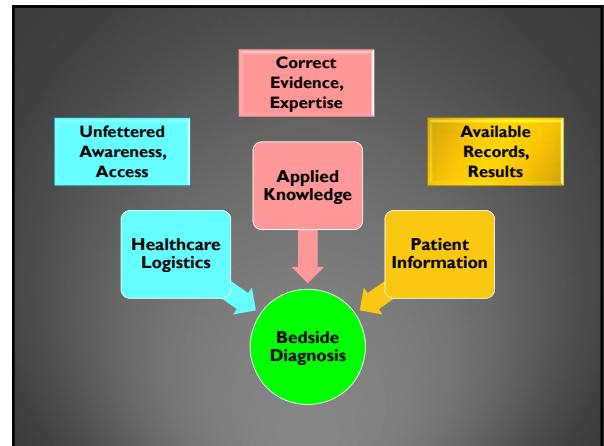 Correct
Evidence,
Expertise
Unfettered
Awareness,
Access
Available
Records,
Results
Applied
Knowledge
Healthcare
Logistics
Patient
Information
Bedside
Diagnosis